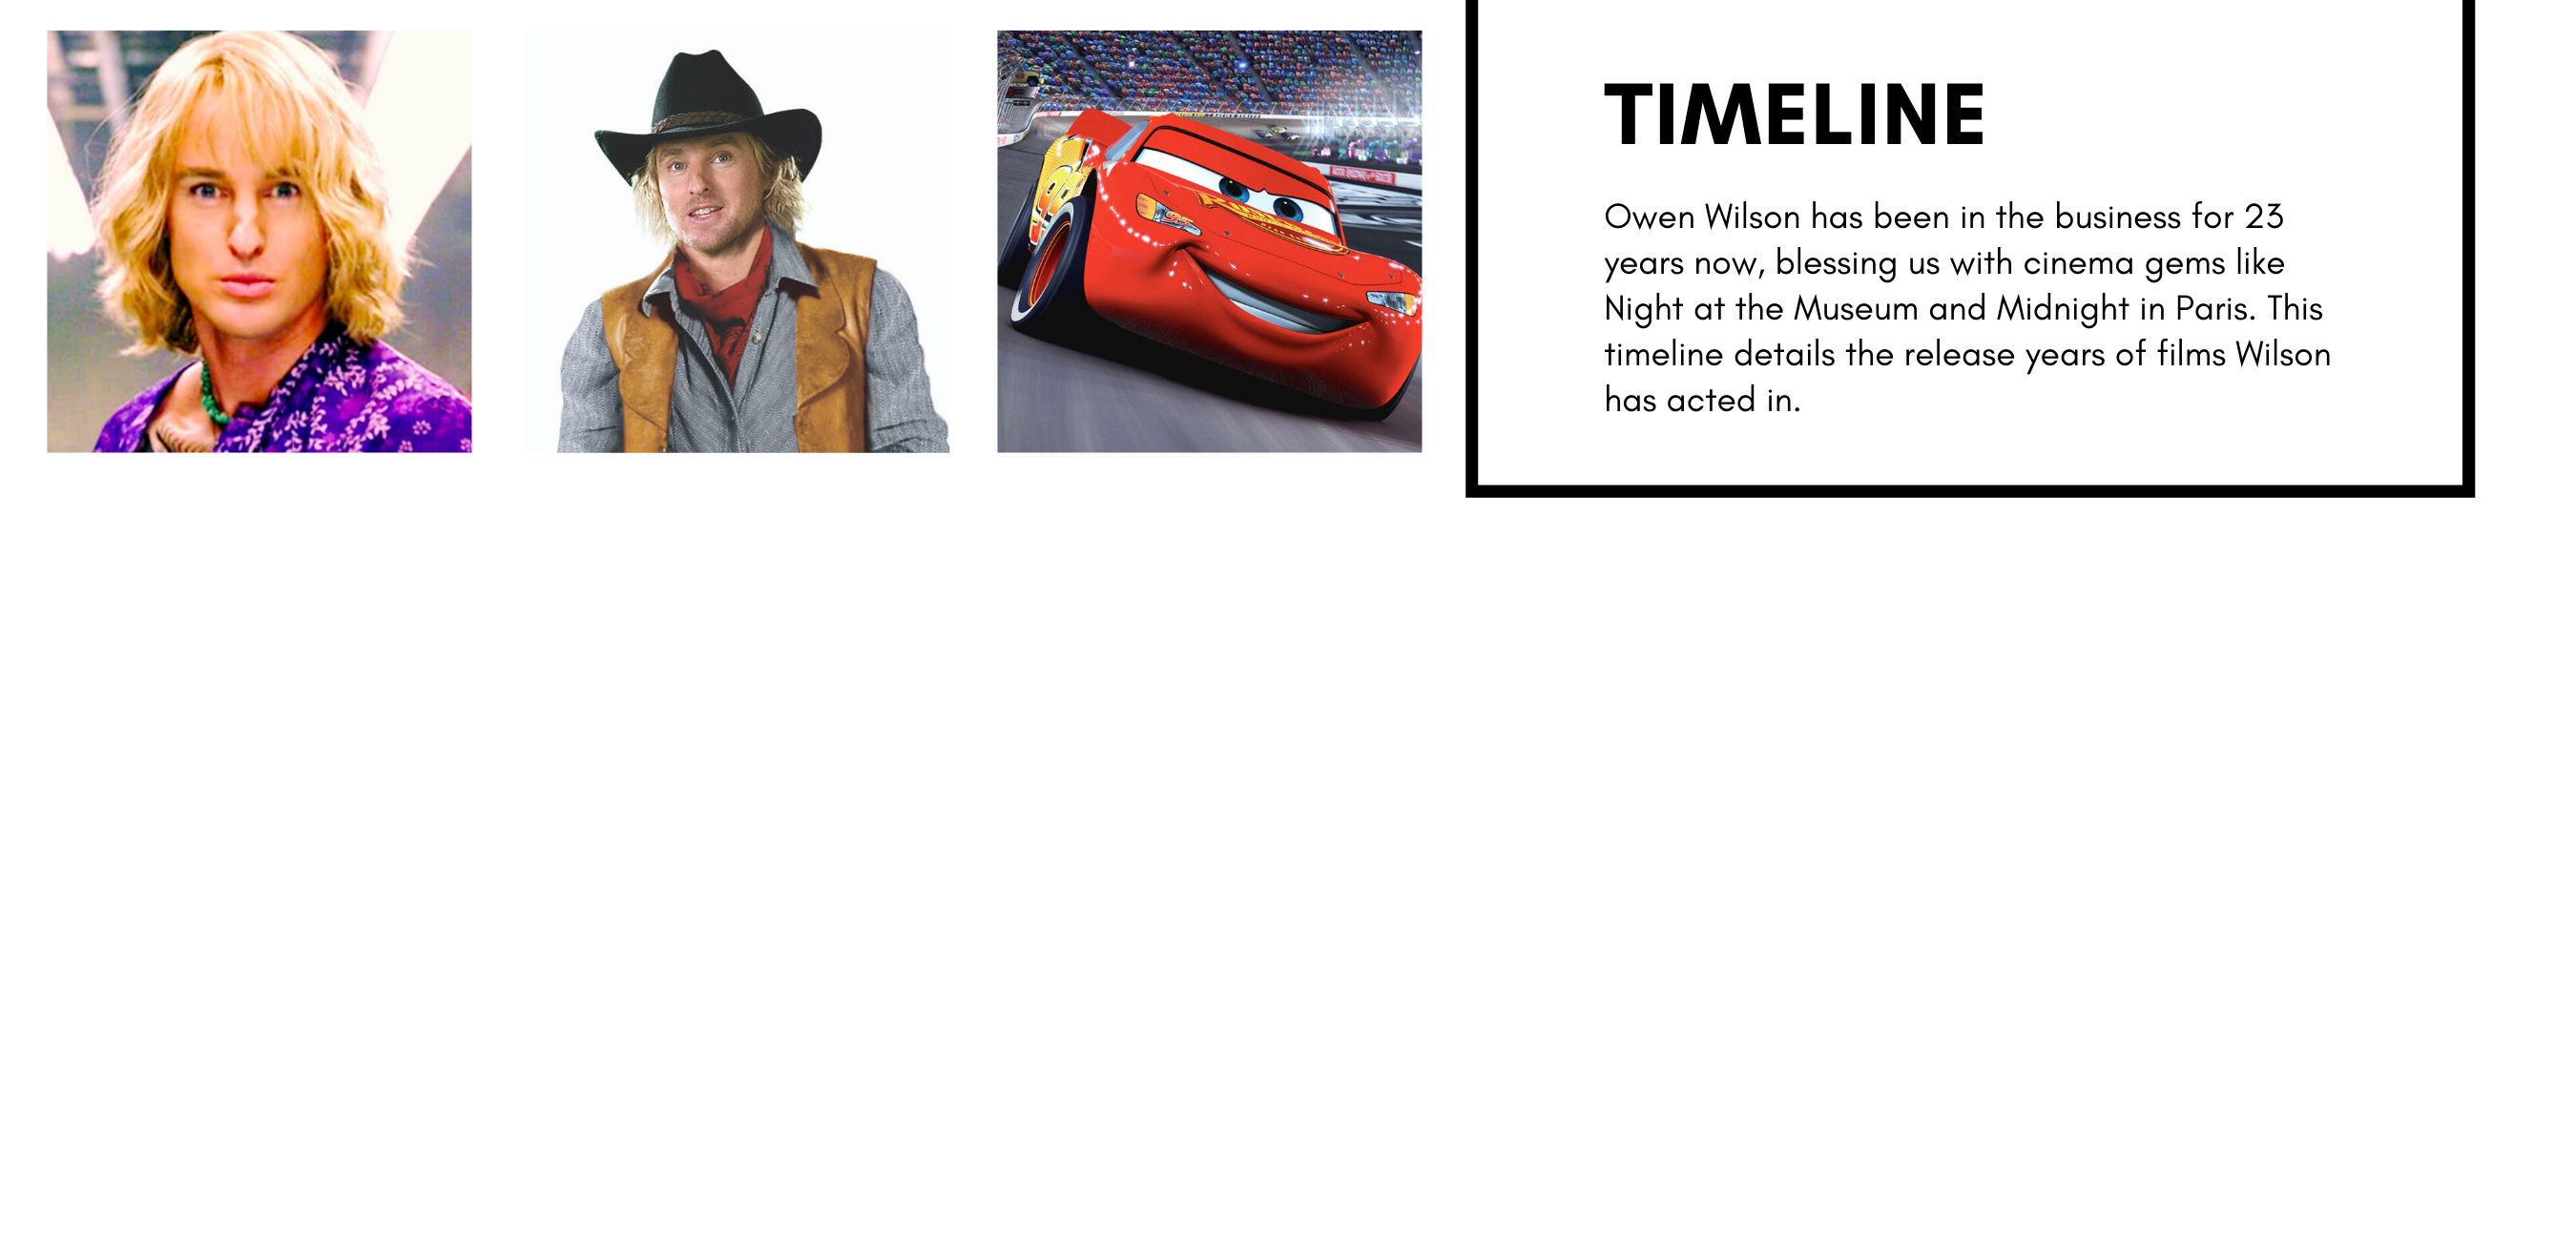 TIMELINE
Owen Wilson has been in the business for 23
years now, blessing us with cinema gems like
Night at the Museum and Midnight in Paris. This
timeline details the release years of films Wilson
has acted in.
95